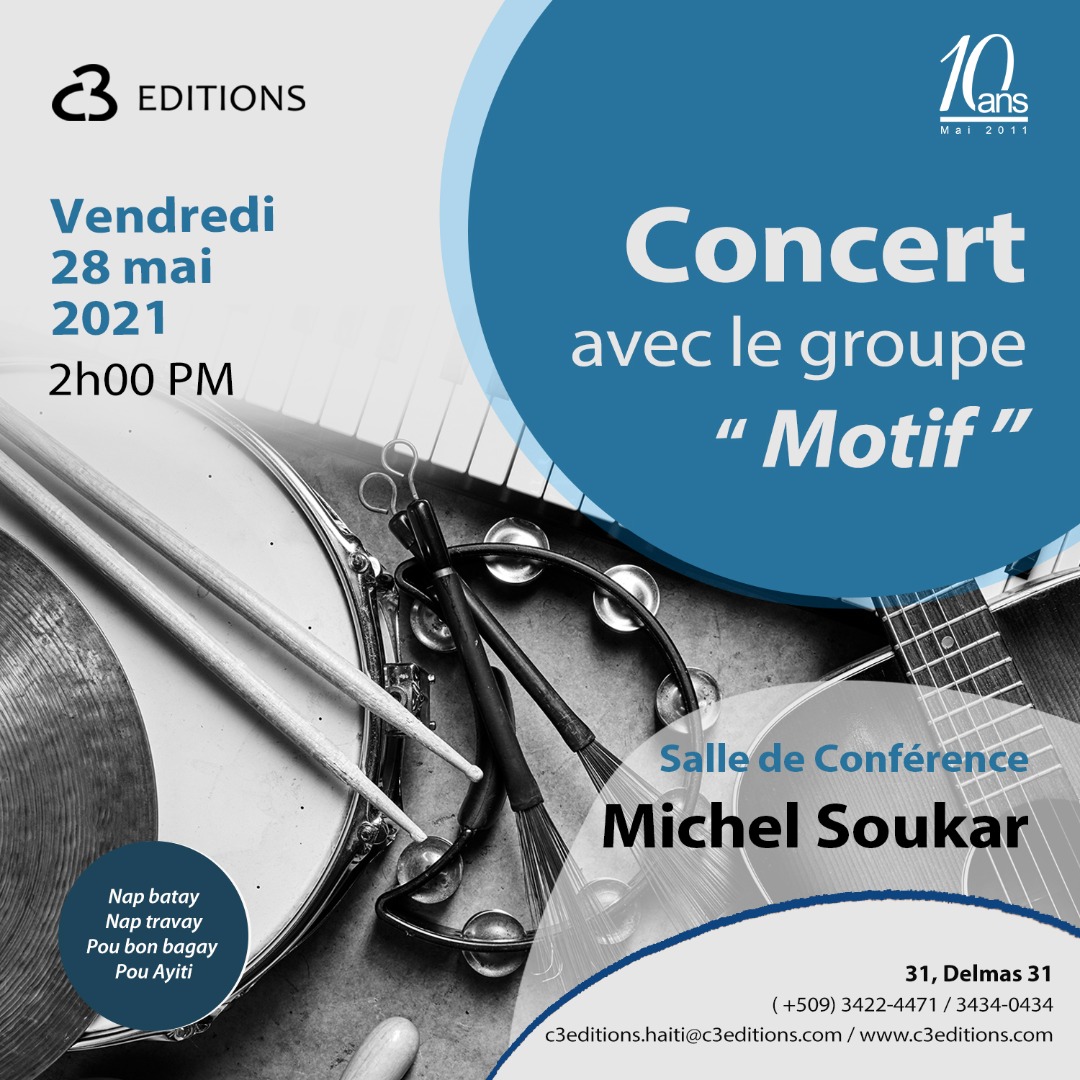 C3 EDITIONS
10 ans
Mai 2011
Vendredi
28 mai
2021
2h00 PM
Concert
avec le groupe
“ Motif ”
Salle de Conférence
Michel Soukar
Nap batay
Nap travay
Pou bon bagay
Pou Ayiti
31, Delmas 31
( +509) 3422-4471 / 3434-0434
c3editions.haiti@c3editions.com / www.c3editions.com